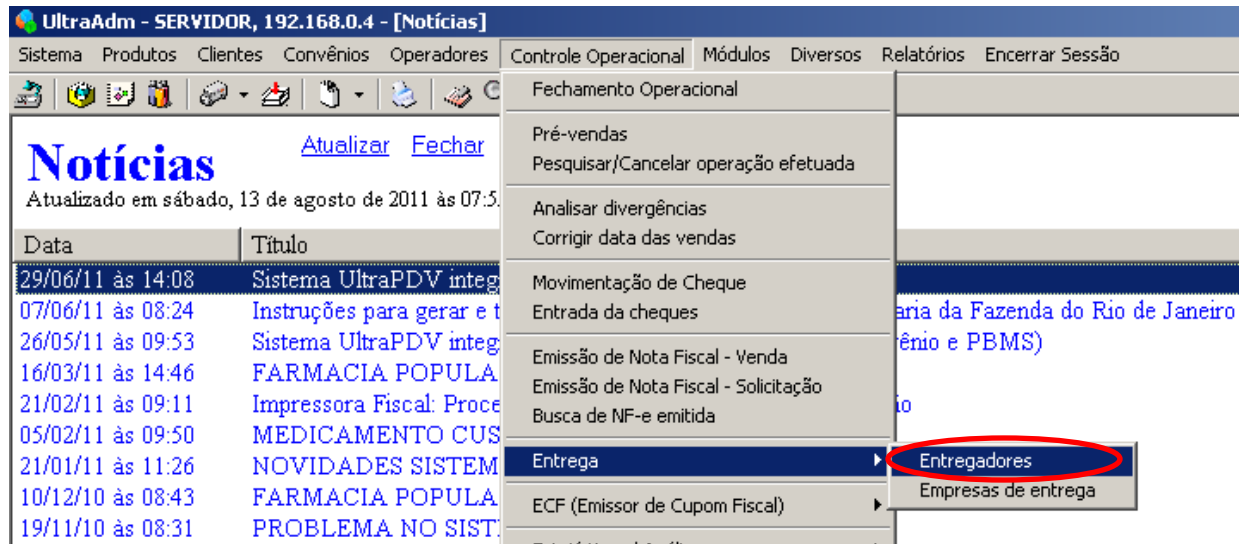 UltraAdm - SERVIDOR, 192.168.0.4 - [Notícias]
Sistema Produtos Clientes Convênios Operadores Controle Operacional Módulos Diversos Relatórios Encerrar Sessão
Fechamento Operacional
Pré-vendas
Pesquisar/Cancelar operação efetuada
Analisar divergências
Corrigir data das vendas
Movimentação de Cheque
Entrada da cheques
Emissão de Nota Fiscal - Venda
Emissão de Nota Fiscal - Solicitação
Busca de NF-e emitida
Entrega
ECF (Emissor de Cupom Fiscal)
Entregadores
Empresas de entrega
Notícias
Atualizar Fechar
Atualizado em sábado, 13 de agosto de 2011 às 07:5
Data Título
29/06/11 às 14:08 Sistema UltraPDV integ
07/06/11 às 08:24 Instruções para gerar e t aria da Fazenda do Rio de Janeiro
26/05/11 às 09:53 Sistema UltraPDV integ vênio e PBMS)
16/03/11 às 14:46 FARMACIA POPULA
21/02/11 às 09:11 Impressora Fiscal: Proce io
05/02/11 às 09:50 MEDICAMENTO CUS
21/01/11 às 11:26 NOVIDADES SISTEM
10/12/10 às 08:43 FARMACIA POPULA
19/11/10 às 08:31 PROBLEMA NO SIST